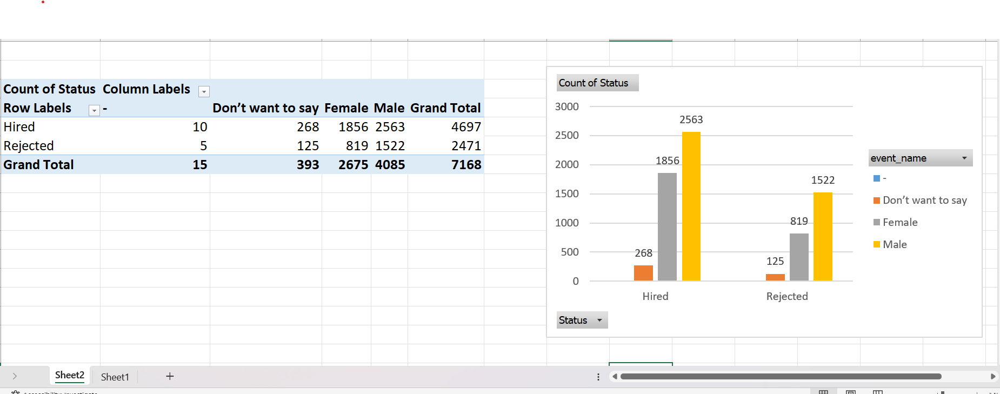 Count of Status Column Labels
Row Labels - Don’t want to say Female Male Grand Total
Hired 10 268 1856 2563 4697
Rejected 5 125 819 1522 2471
Grand Total 15 393 2675 4085 7168
Count of Status
3000
2500
2000
1500
1000
500
0
2563
1856
268
1522
819
125
Hired Rejected
event_name
-
Don’t want to say
Female
Male
Status
Sheet2 Sheet1 +